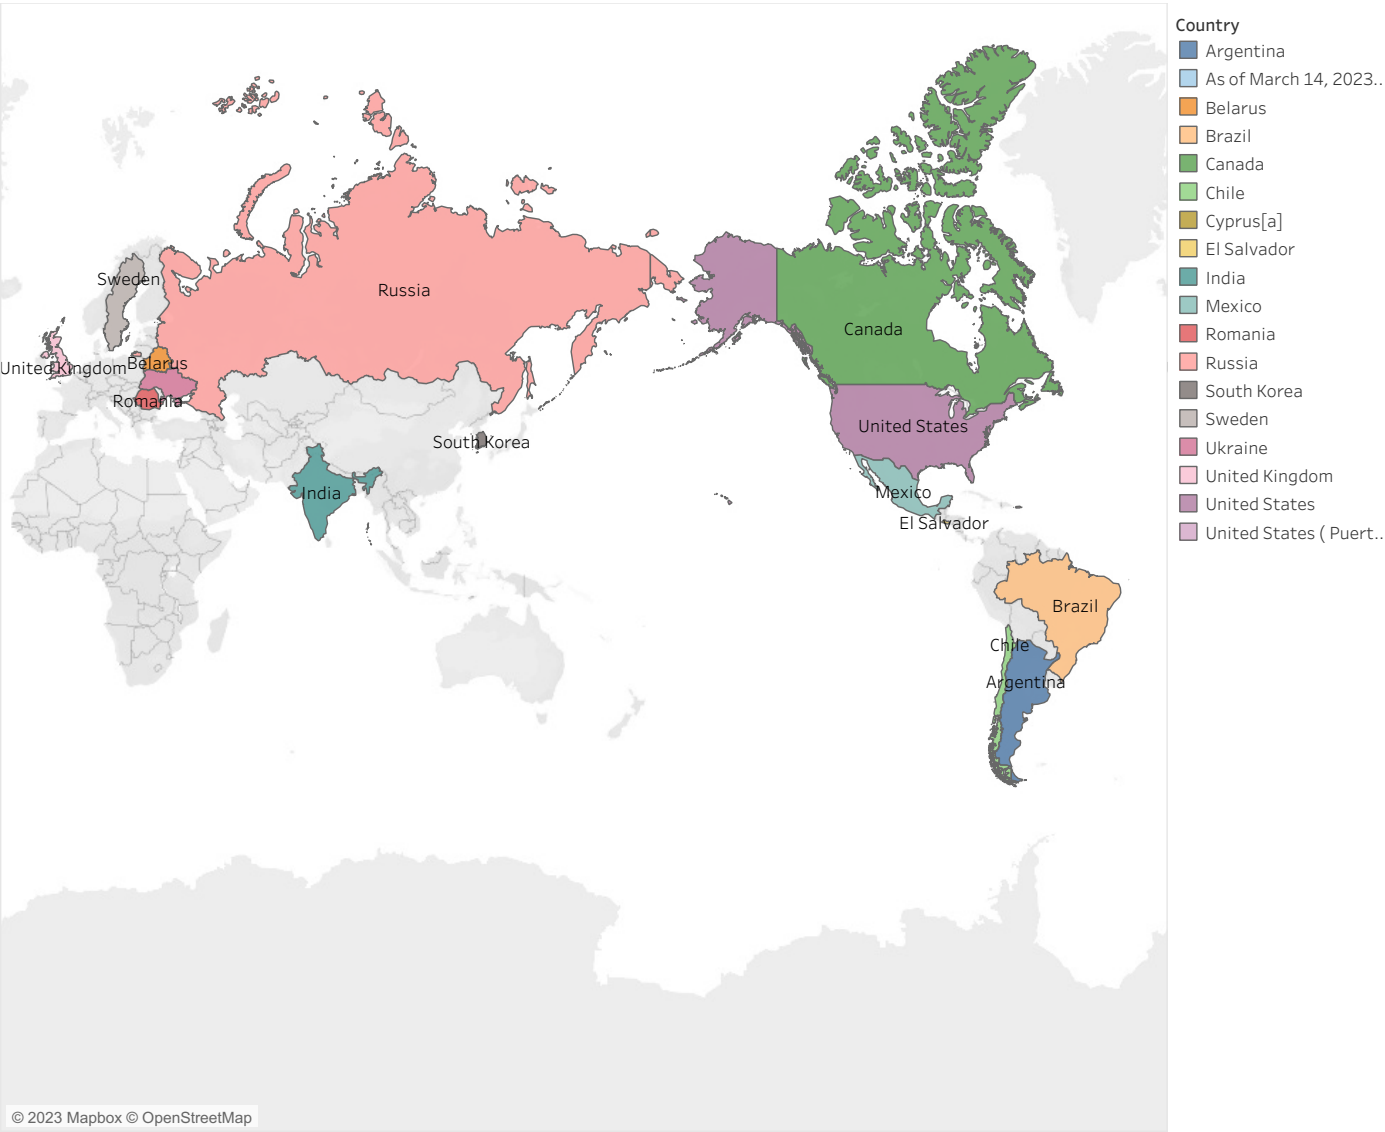 Country
Argentina
As of March 14, 2023..
Belarus
Brazil
Canada
Chile
Cyprus[a]
El Salvador
India
Mexico
Romania
Russia
South Korea
Sweden
Ukraine
United Kingdom
United States
United States ( Puert..
Sweden
Russia
Canada
United Kingdom
Belarus
Romania
United States
South Korea
India
Mexico
El Salvador
Brazil
Chile
Argentina
© 2023 Mapbox © OpenStreetMap